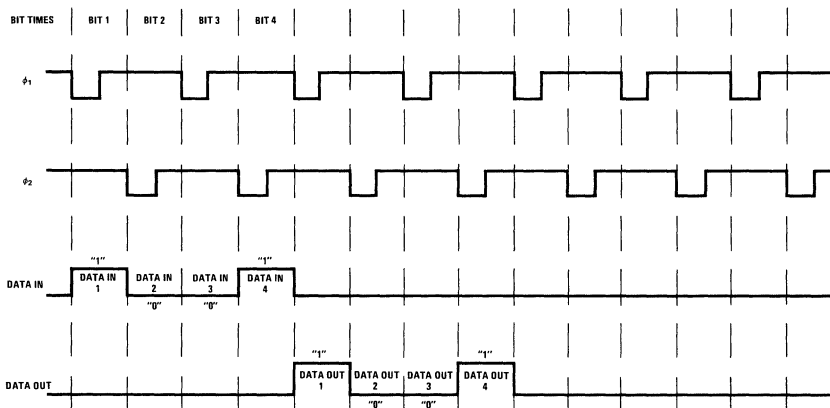 BIT TIMES BIT 1 BIT 2 BIT 3 BIT 4
ϕ1
ϕ2
"1" "1"
DATA IN DATA IN DATA IN DATA IN
DATA IN 1 2 3 4
"0" "0"
"1" "1"
DATA OUT DATA OUT DATA OUT DATA OUT
DATA OUT 1 2 3 4
"0" "0"